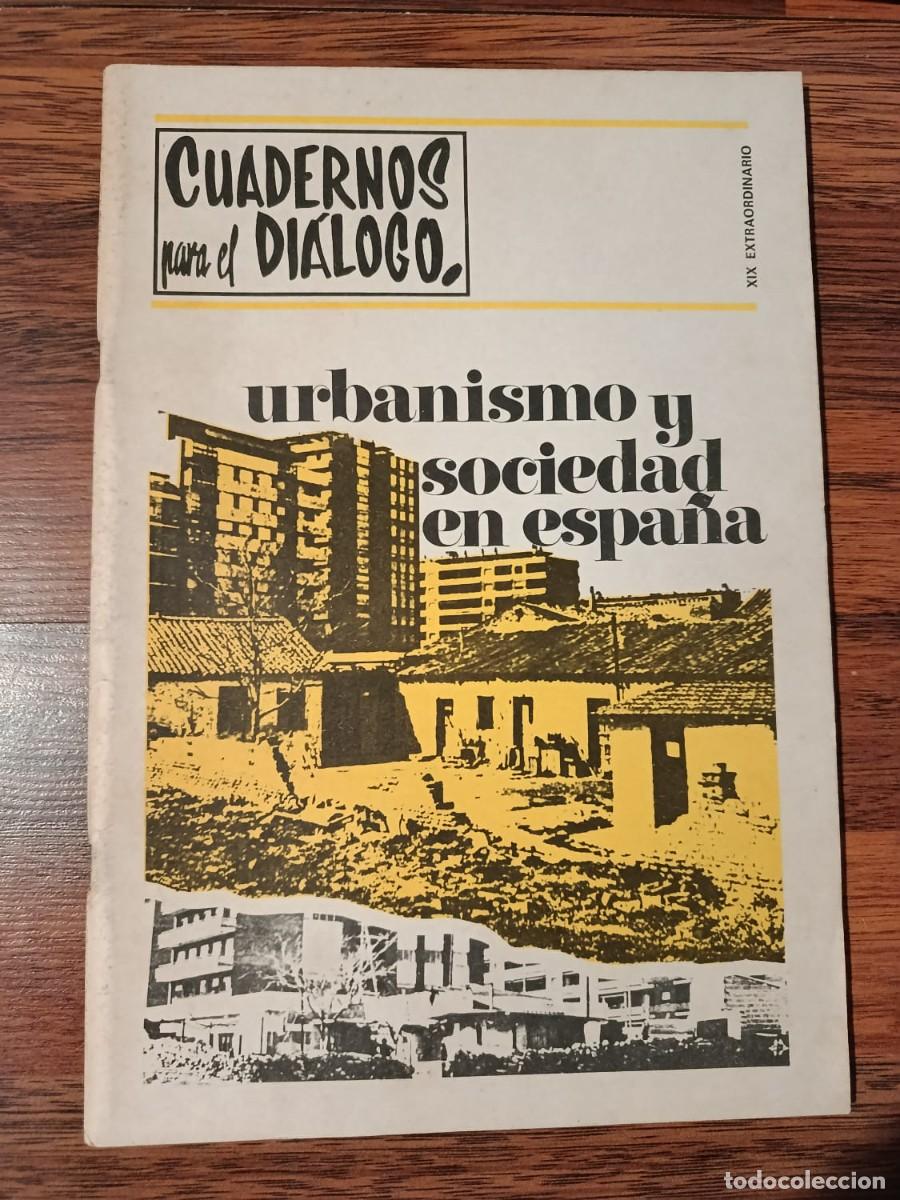 CUADERNOS
para el DIÁLOGO.
XIX EXTRAORDINARIO
urbanismo y
sociedad
en españa
todocoleccion